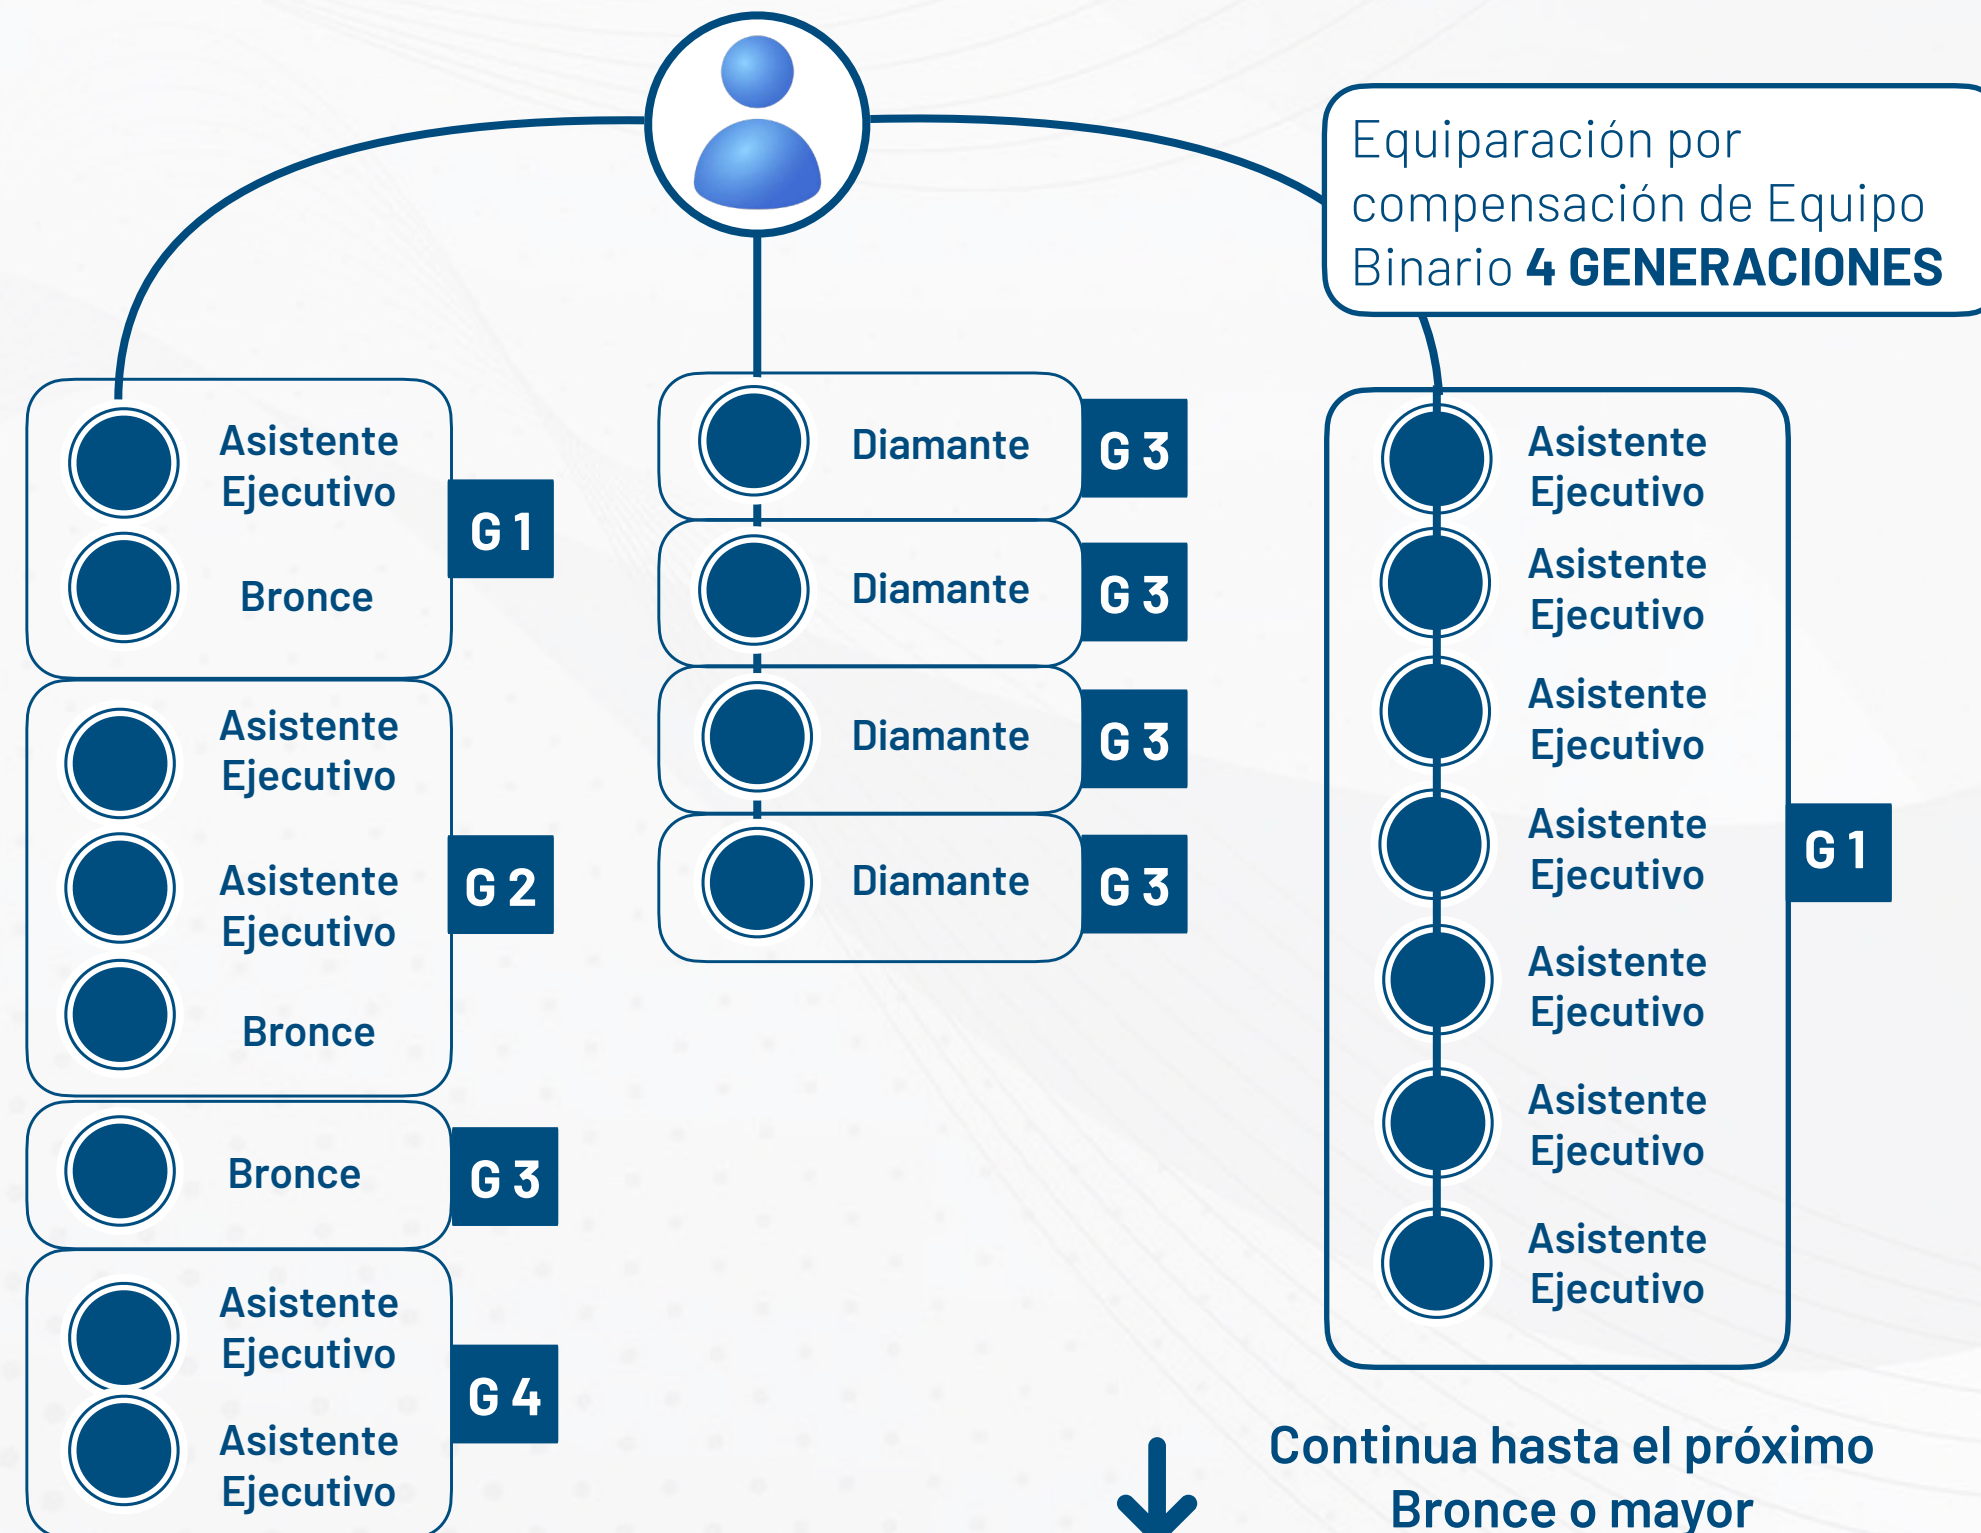 Equiparación por
compensación de Equipo
Binario 4 GENERACIONES
Asistente
Ejecutivo
Bronce
G 1
Asistente
Ejecutivo
Asistente
Ejecutivo
Bronce
G 2
Bronce
G 3
Asistente
Ejecutivo
Asistente
Ejecutivo
G 4
Diamante
G 3
Diamante
G 3
Diamante
G 3
Diamante
G 3
Asistente
Ejecutivo
Asistente
Ejecutivo
Asistente
Ejecutivo
Asistente
Ejecutivo
Asistente
Ejecutivo
Asistente
Ejecutivo
Asistente
Ejecutivo
G 1
Continua hasta el próximo
Bronce o mayor